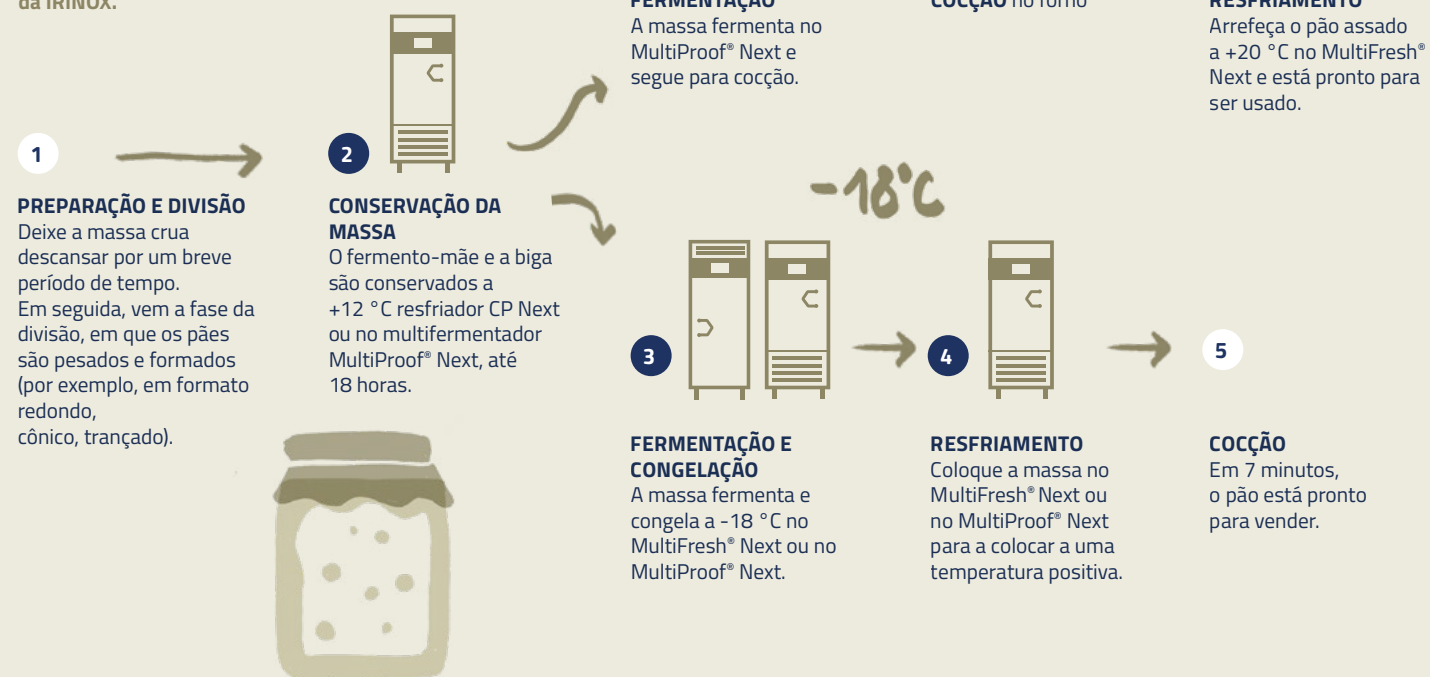 da IRINOX.
FERMENTAÇÃO
A massa fermenta no
MultiProof® Next e
segue para cocção.
COCÇÃO no forno
RESFRIAMENTO
Arrefeça o pão assado
a +20 °C no MultiFresh®
Next e está pronto para
ser usado.
1
PREPARAÇÃO E DIVISÃO
Deixe a massa crua
descansar por um breve
período de tempo.
Em seguida, vem a fase da
divisão, em que os pães
são pesados e formados
(por exemplo, em formato
redondo,
cônico, trançado).
2
CONSERVAÇÃO DA
MASSA
O fermento-mãe e a biga
são conservados a
+12 °C resfriador CP Next
ou no multifermentador
MultiProof® Next, até
18 horas.
-18°C
3
FERMENTAÇÃO E
CONGELAÇÃO
A massa fermenta e
congela a -18 °C no
MultiFresh® Next ou no
MultiProof® Next.
4
RESFRIAMENTO
Coloque a massa no
MultiFresh® Next ou
no MultiProof® Next
para a colocar a uma
temperatura positiva.
5
COCÇÃO
Em 7 minutos,
o pão está pronto
para vender.